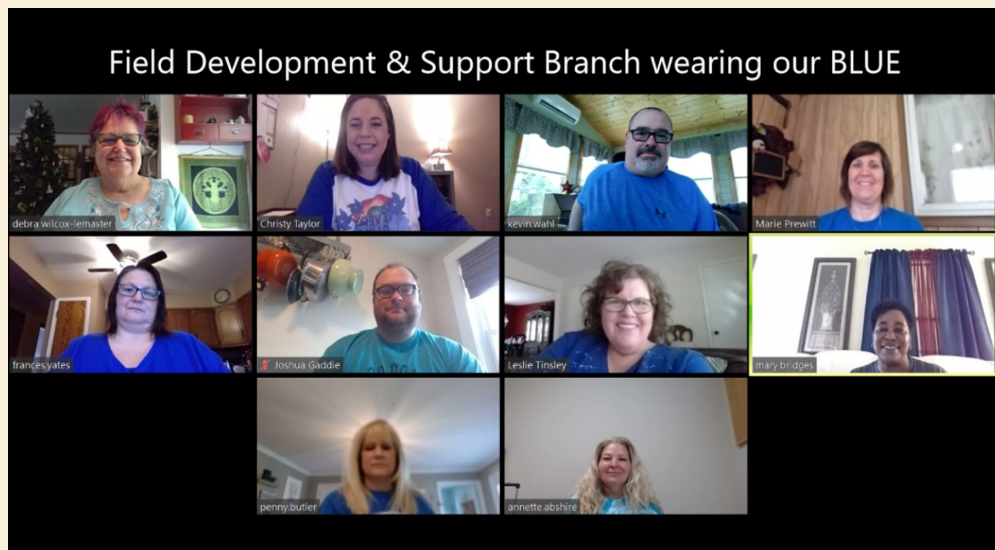 Field Development & Support Branch wearing our BLUE
debra.wilcox-lemaster
Christy Taylor
kevin.wahl
Marie Prewitt
frances.yates
Joshua Gaddie
Leslie Tinsley
mary.bridges
penny.butler
annette.abshire